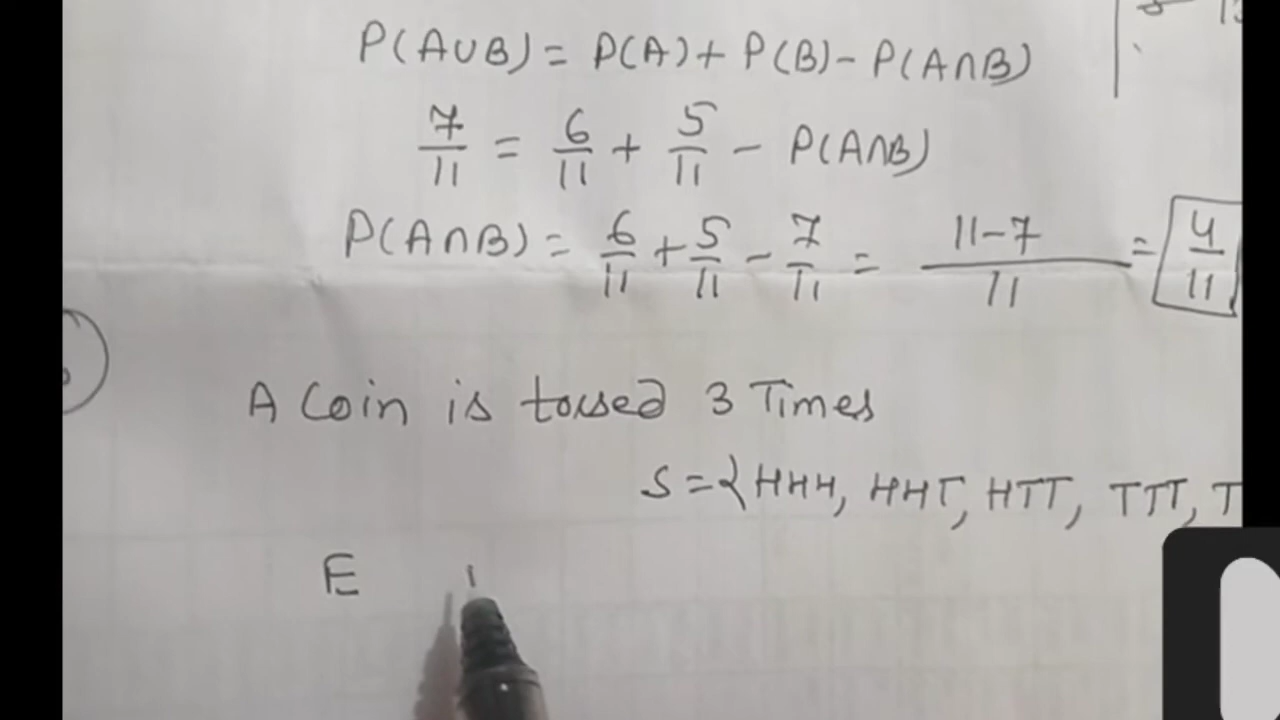 P(A∪B) = P(A) + P(B) - P(A∩B)
7/11 = 6/11 + 5/11 - P(A∩B)
P(A∩B) = 6/11 + 5/11 - 7/11 = 11-7/11 = 4/11
A Coin is tossed 3 Times
S = {HHH, HHT, HTT, TTT, T
E